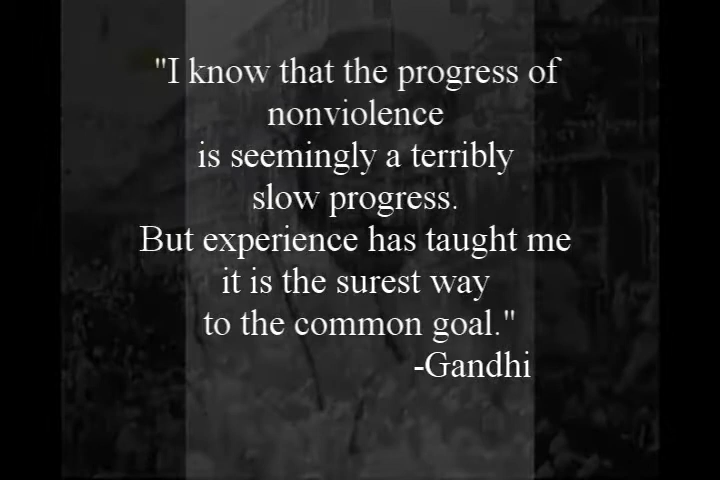 "I know that the progress of
nonviolence
is seemingly a terribly
slow progress.
But experience has taught me
it is the surest way
to the common goal."
-Gandhi